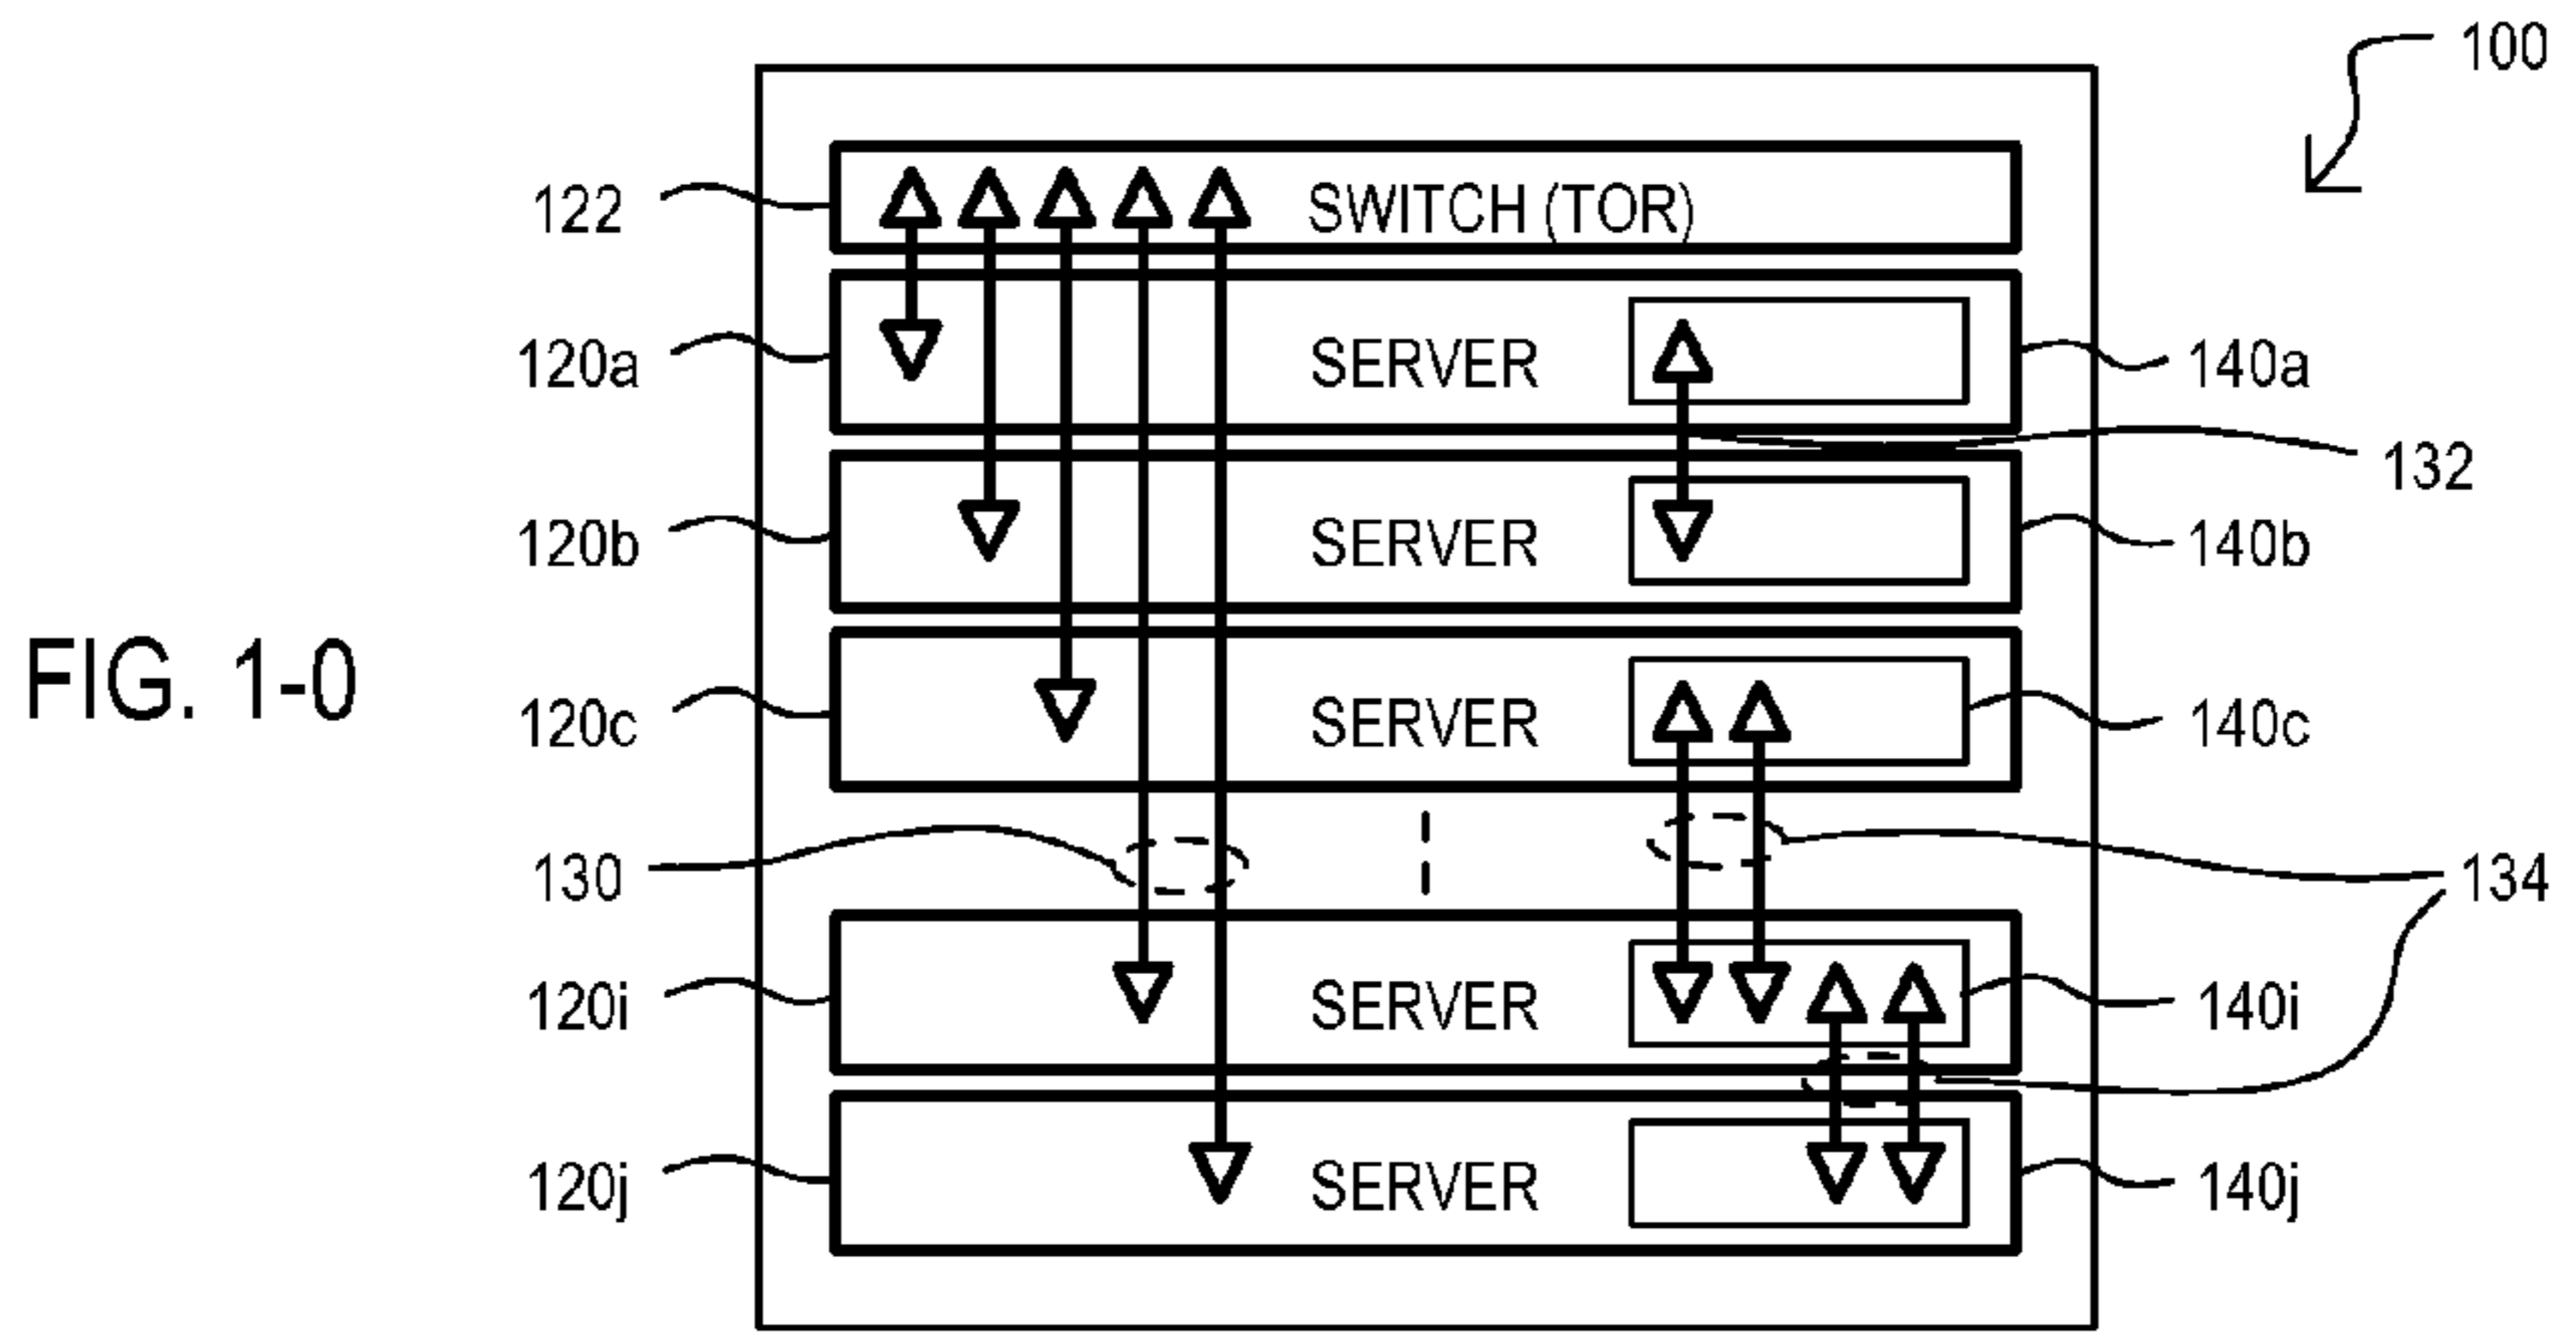 100
122 SWITCH (TOR)
120a SERVER 140a
132
120b SERVER 140b
FIG. 1-0
120c SERVER 140c
130 134
120i SERVER 140i
120j SERVER 140j